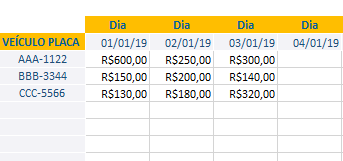 Dia Dia Dia Dia
VEÍCULO PLACA 01/01/19 02/01/19 03/01/19 04/01/19
AAA-1122 R$600,00 R$250,00 R$300,00
BBB-3344 R$150,00 R$200,00 R$140,00
CCC-5566 R$130,00 R$180,00 R$320,00